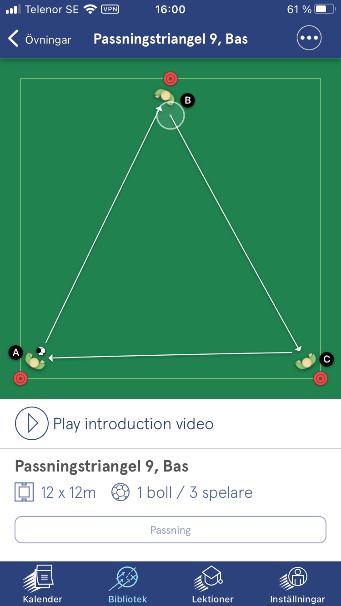 Telenor SE VPN 16:00 61 %
Övningar Passningstriangel 9, Bas
B
A
C
Play introduction video
Passningstriangel 9, Bas
12 x 12m 1 boll / 3 spelare
Passning
Kalender Bibliotek Lektioner Inställningar